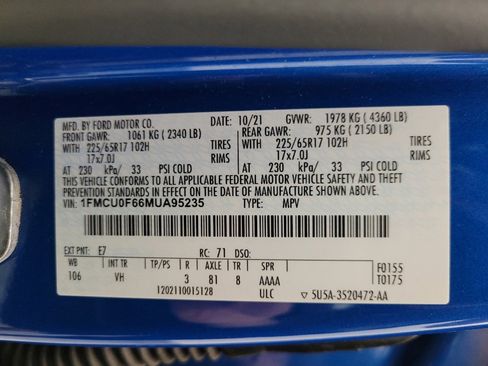 MFD. BY FORD MOTOR CO. DATE: 10/21 GVWR: 1978 KG ( 4360 LB)
FRONT GAWR: 1061 KG ( 2340 LB) REAR GAWR: 975 KG ( 2150 LB)
WITH 225/65R17 102H TIRES WITH 225/65R17 102H TIRES
17x7.0J RIMS 17x7.0J RIMS
AT 230 kPa/ 33 PSI COLD AT 230 kPa/ 33 PSI COLD
THIS VEHICLE CONFORMS TO ALL APPLICABLE FEDERAL MOTOR VEHICLE SAFETY AND THEFT
PREVENTION STANDARDS IN EFFECT ON THE DATE OF MANUFACTURE SHOWN ABOVE.
VIN: 1FMCU0F66MUA95235 TYPE: MPV
EXT PNT: E7 RC: 71 DSO:
WB INT TR TP/PS R AXLE TR SPR F0155
106 VH 3 81 8 AAAA T0175
1202110015128 ULC ▽ 5U5A-3520472-AA